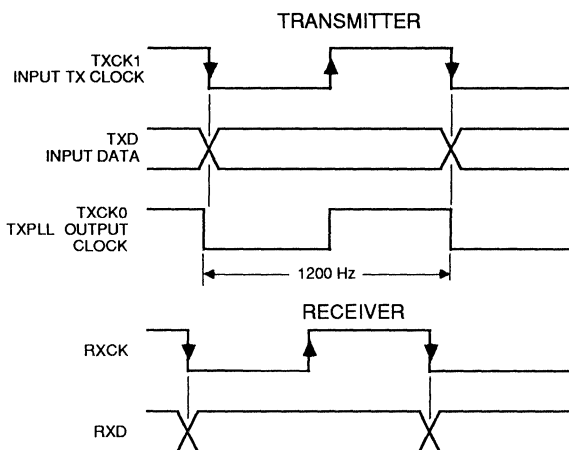 TRANSMITTER
TXCK1
INPUT TX CLOCK
TXD
INPUT DATA
TXCK0
TXPLL OUTPUT
CLOCK
1200 Hz
RECEIVER
RXCK
RXD